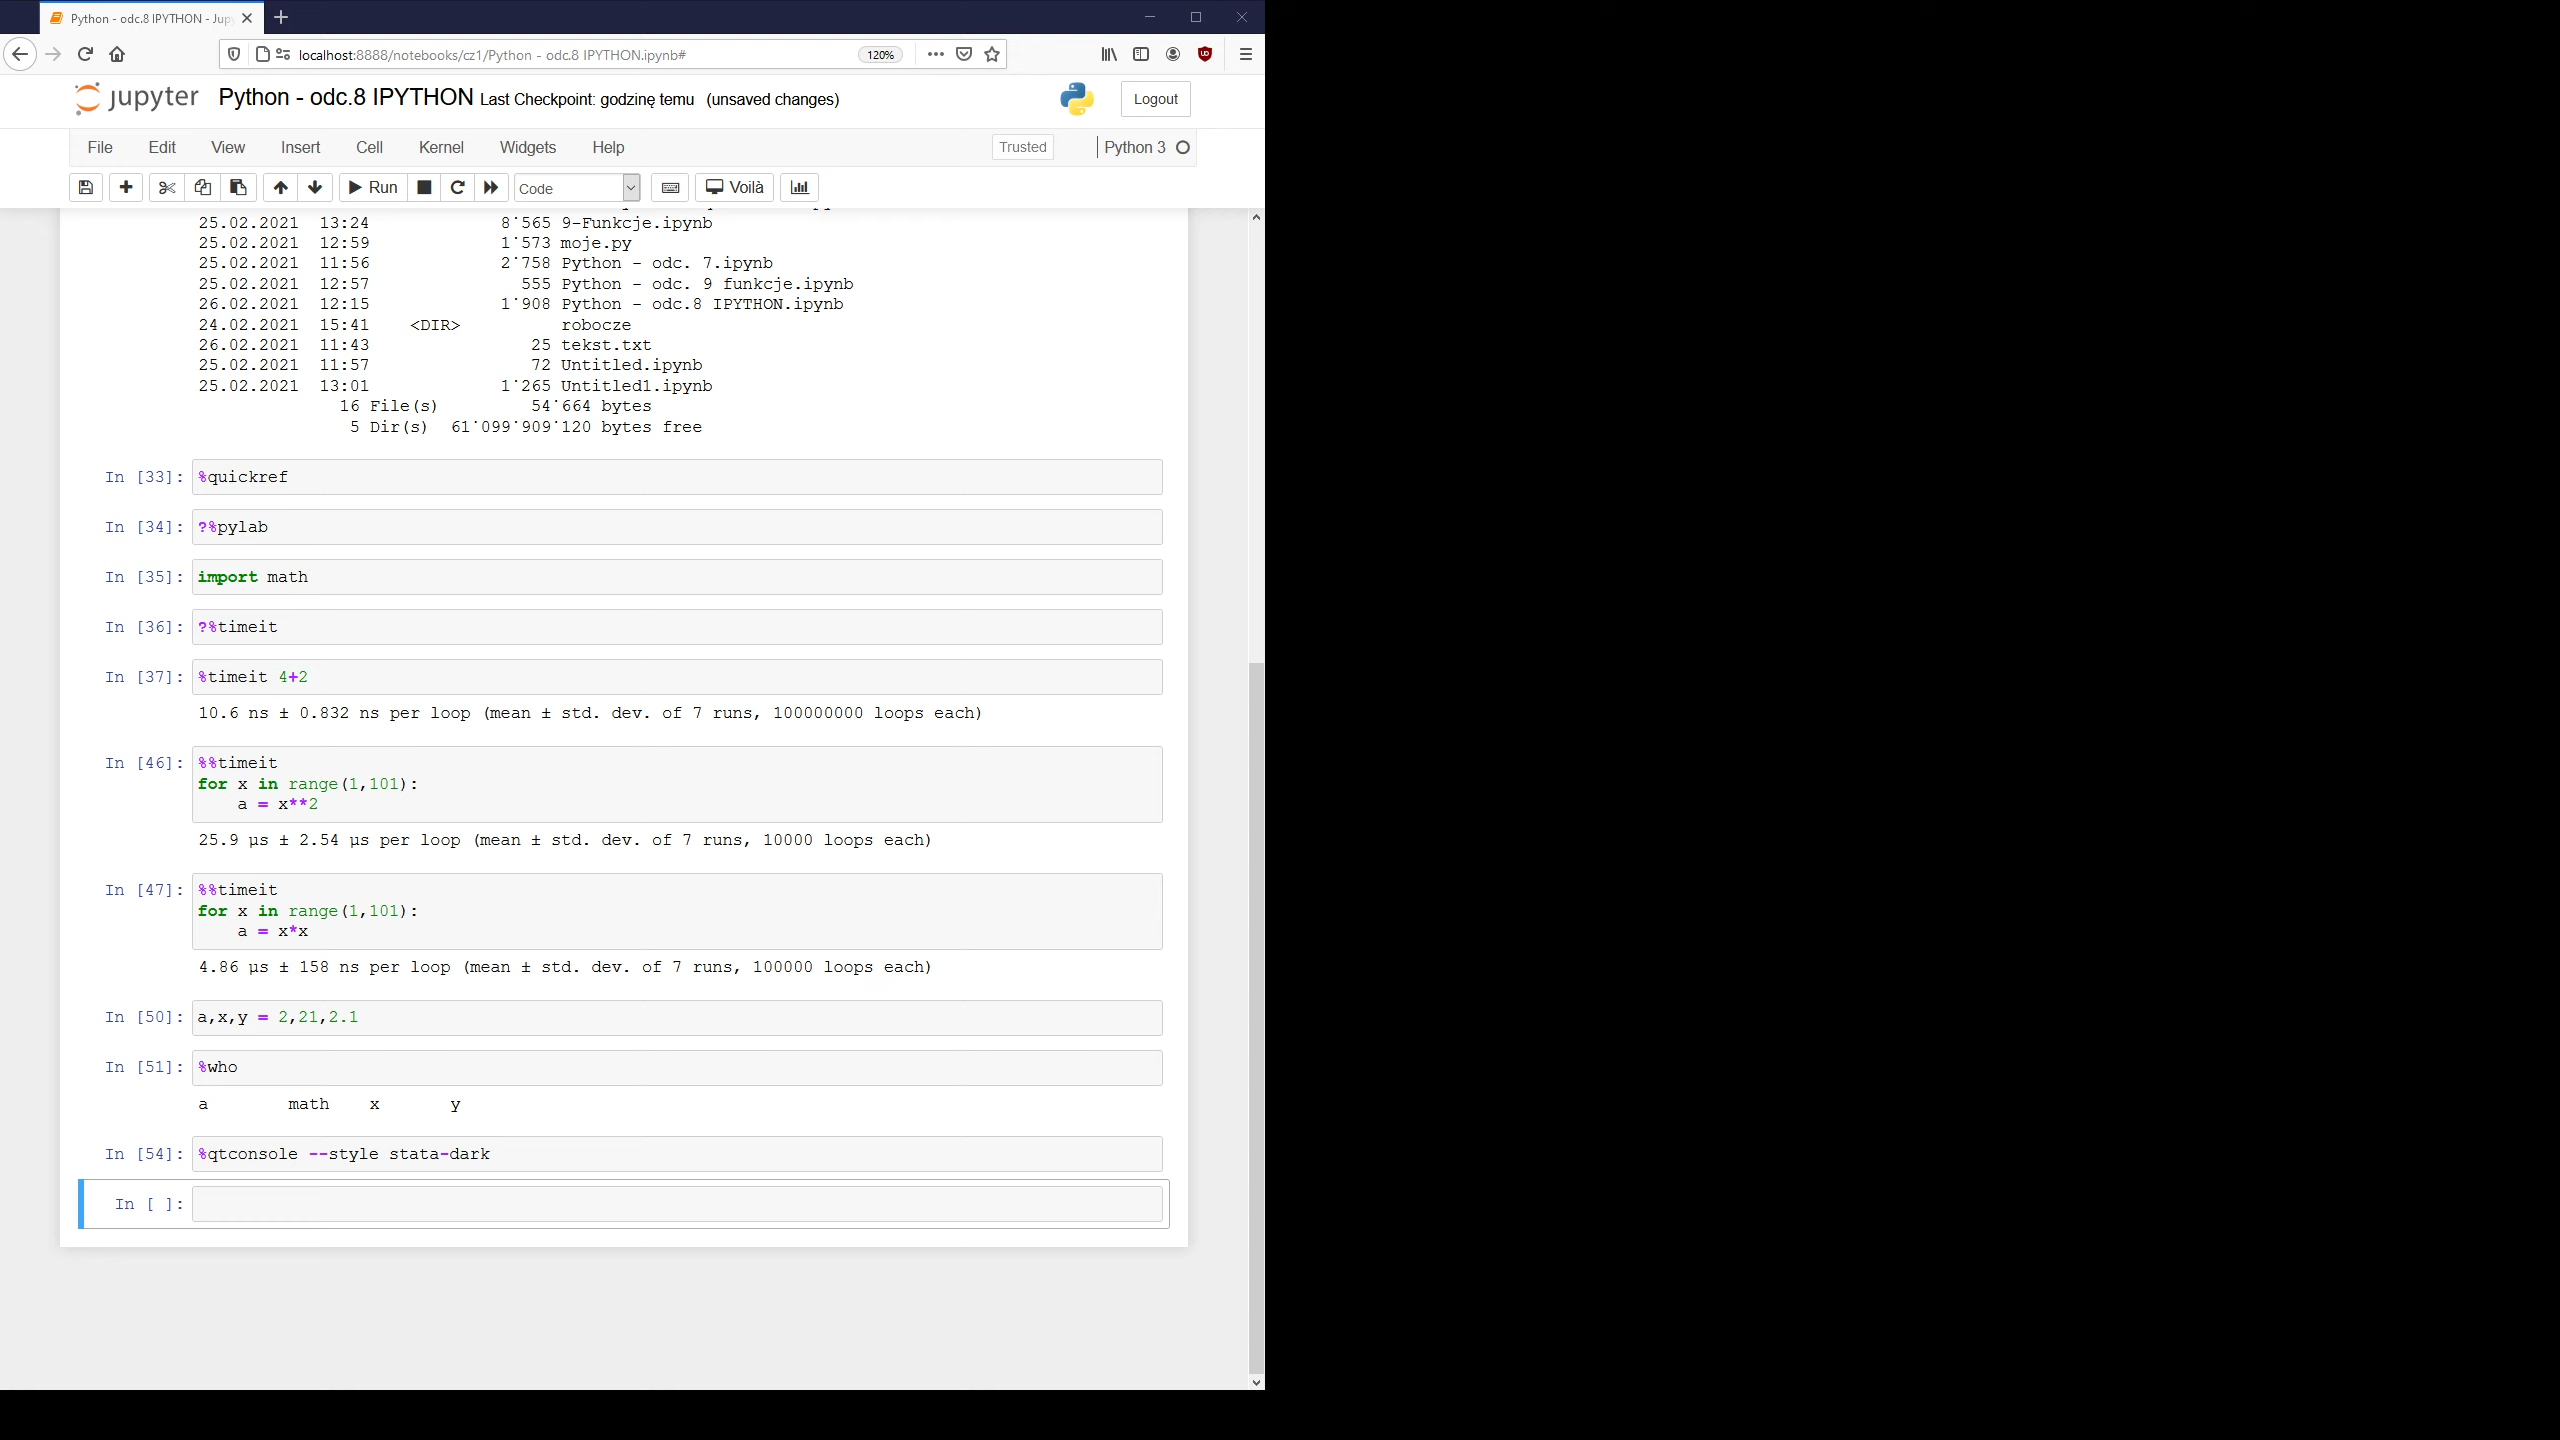 Python - odc.8 IPYTHON - Jup
120%
localhost:8888/notebooks/cz1/Python - odc.8 IPYTHON.ipynb#
jupyter Python - odc.8 IPYTHON Last Checkpoint: godzinę temu (unsaved changes)
Logout
File Edit View Insert Cell Kernel Widgets Help Trusted Python 3
Run Code Voilà
25.02.2021 13:24 8˙565 9-Funkcje.ipynb
25.02.2021 12:59 1˙573 moje.py
25.02.2021 11:56 2˙758 Python - odc. 7.ipynb
25.02.2021 12:57 555 Python - odc. 9 funkcje.ipynb
26.02.2021 12:15 1˙908 Python - odc.8 IPYTHON.ipynb
24.02.2021 15:41 <DIR> robocze
26.02.2021 11:43 25 tekst.txt
25.02.2021 11:57 72 Untitled.ipynb
25.02.2021 13:01 1˙265 Untitled1.ipynb
16 File(s) 54˙664 bytes
5 Dir(s) 61˙099˙909˙120 bytes free
In [33]: %quickref
In [34]: ?%pylab
In [35]: import math
In [36]: ?%timeit
In [37]: %timeit 4+2
10.6 ns ± 0.832 ns per loop (mean ± std. dev. of 7 runs, 100000000 loops each)
In [46]: %%timeit
for x in range(1,101):
    a = x**2
25.9 µs ± 2.54 µs per loop (mean ± std. dev. of 7 runs, 10000 loops each)
In [47]: %%timeit
for x in range(1,101):
    a = x*x
4.86 µs ± 158 ns per loop (mean ± std. dev. of 7 runs, 100000 loops each)
In [50]: a,x,y = 2,21,2.1
In [51]: %who
a math x y
In [54]: %qtconsole --style stata-dark
In [ ]: